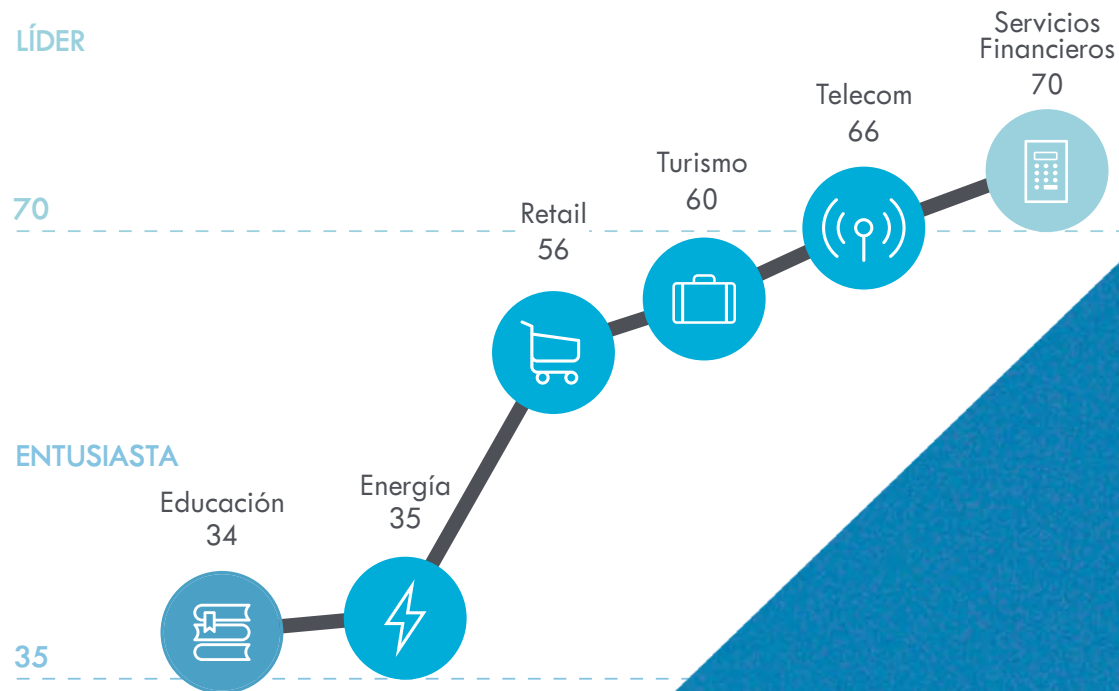 LÍDER
Servicios
Financieros
70
Telecom
66
Turismo
60
70
Retail
56
ENTUSIASTA
Energía
35
Educación
34
35